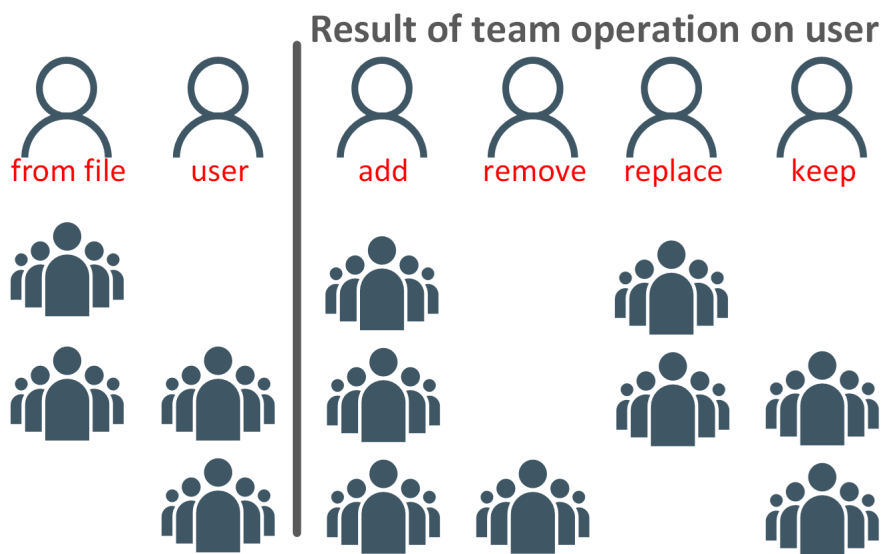 Result of team operation on user
from file user add remove replace keep